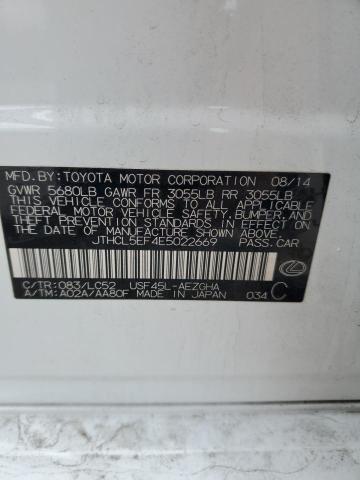 MFD. BY: TOYOTA MOTOR CORPORATION 08/14
GVWR 5680LB GAWR FR 3055LB RR 3055LB
THIS VEHICLE CONFORMS TO ALL APPLICABLE
FEDERAL MOTOR VEHICLE SAFETY, BUMPER, AND
THEFT PREVENTION STANDARDS IN EFFECT ON
THE DATE OF MANUFACTURE SHOWN ABOVE.
JTHCL5EF4E5022669 PASS. CAR
C/TR: 083/LC52 USF45L-AEZGHA
A/TM: A02A/AA80F MADE IN JAPAN 034 C